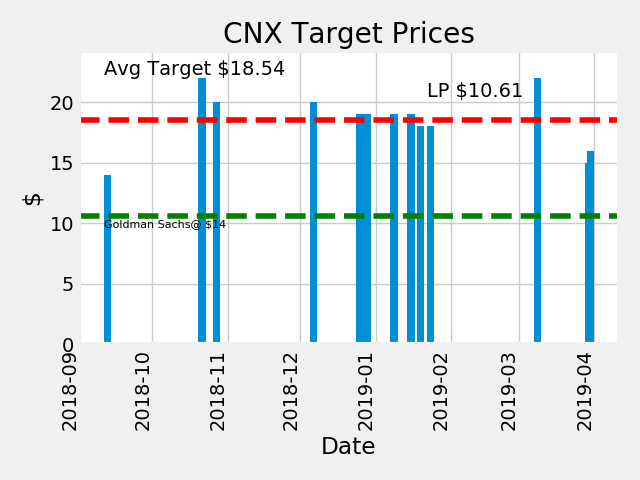 CNX Target Prices
Avg Target $18.54
LP $10.61
Goldman Sachs@ $14
$
20
15
10
5
0
2018-09
2018-10
2018-11
2018-12
2019-01
2019-02
2019-03
2019-04
Date